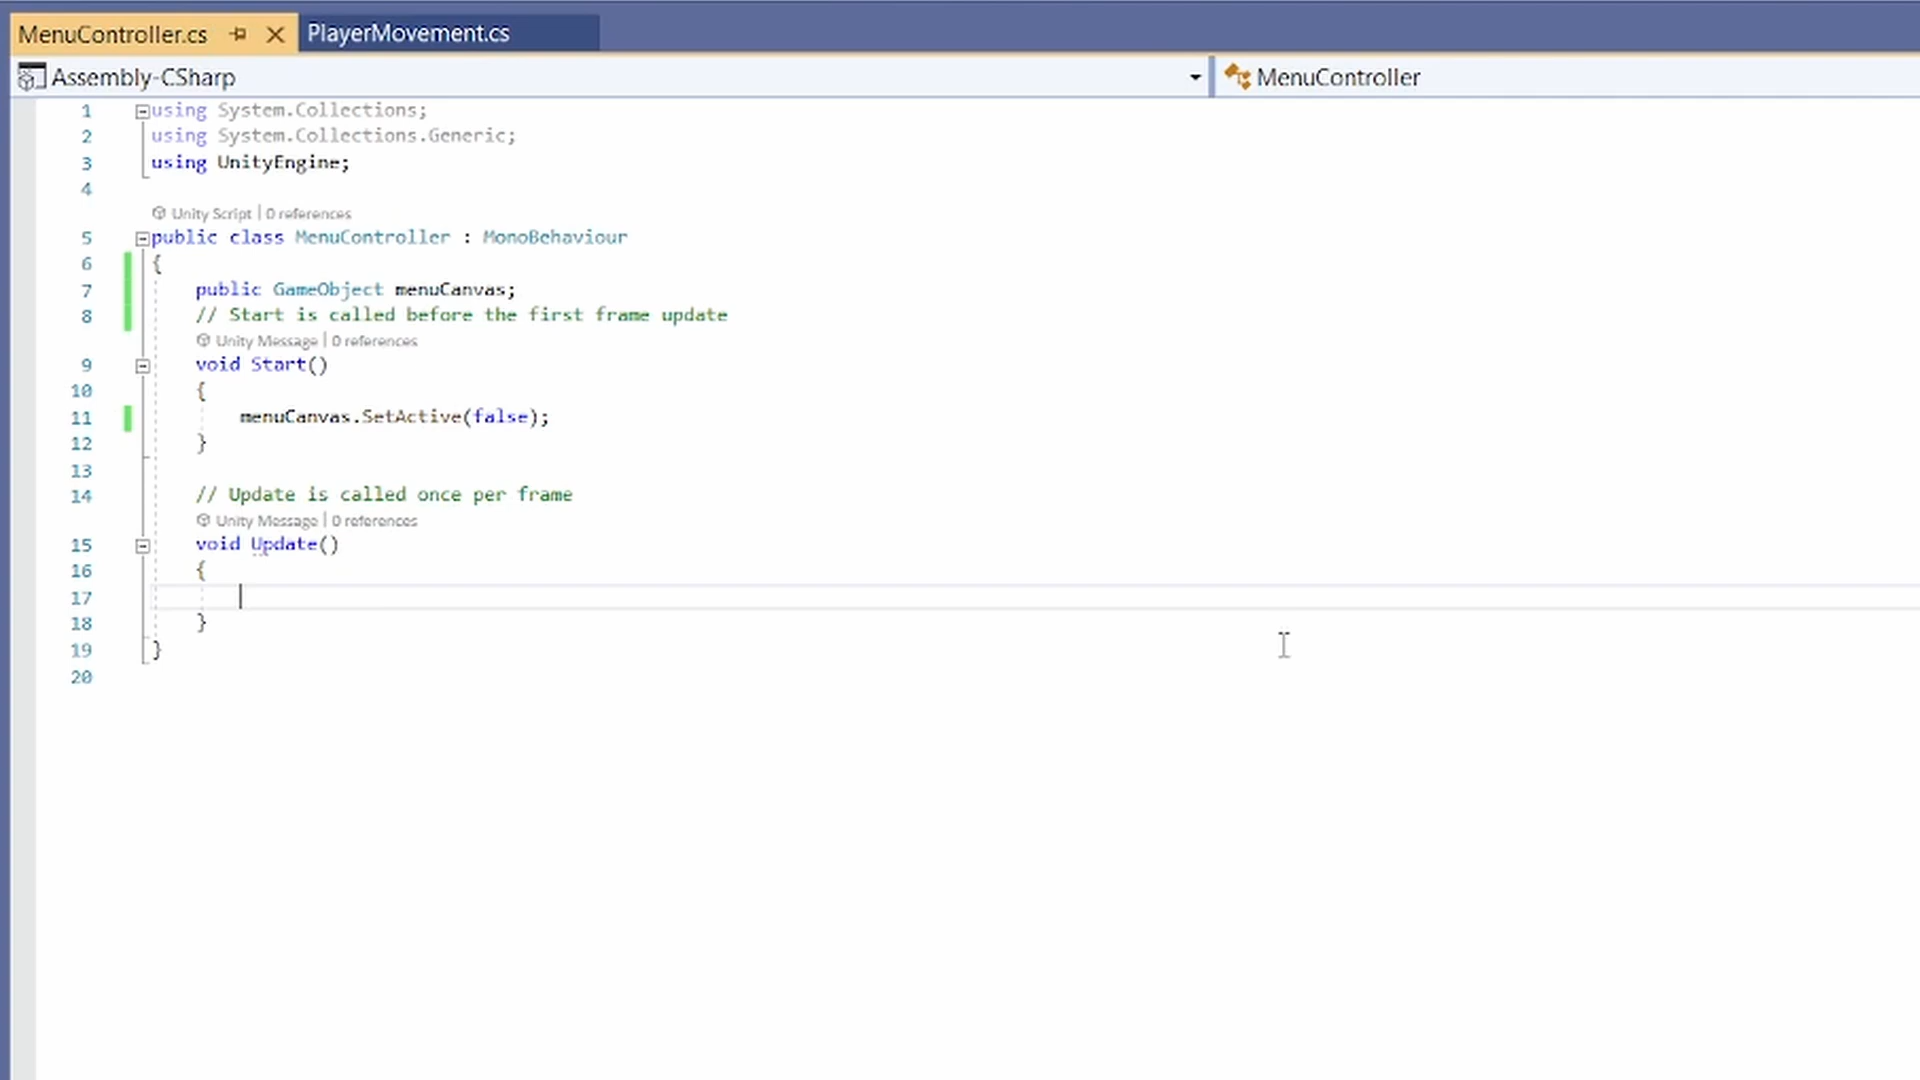 MenuController.cs PlayerMovement.cs
Assembly-CSharp MenuController
1 using System.Collections;
2 using System.Collections.Generic;
3 using UnityEngine;
4
Unity Script | 0 references
5 public class MenuController : MonoBehaviour
6 {
7 public GameObject menuCanvas;
8 // Start is called before the first frame update
Unity Message | 0 references
9 void Start()
10 {
11 menuCanvas.SetActive(false);
12 }
13
14 // Update is called once per frame
Unity Message | 0 references
15 void Update()
16 {
17
18 }
19 }
20